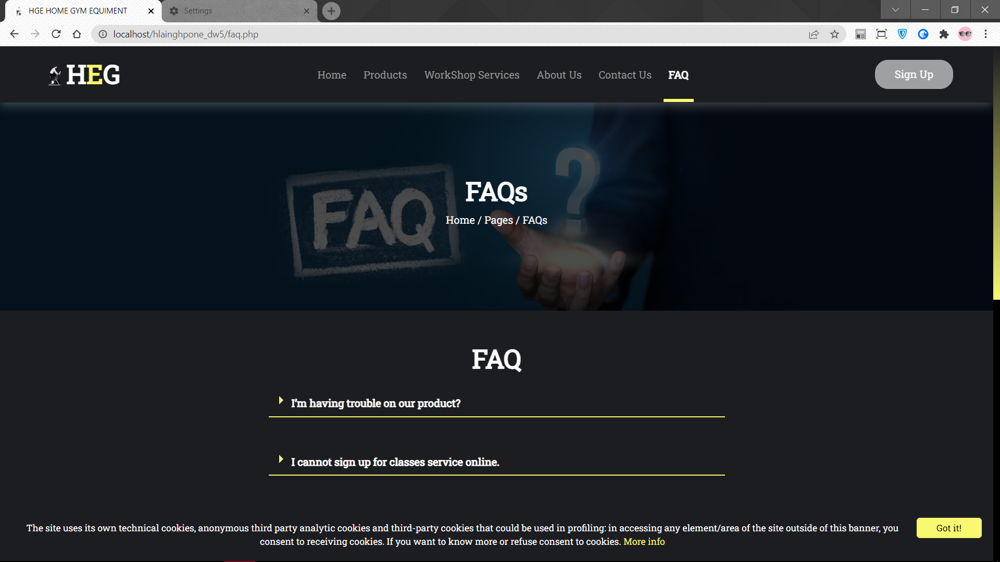 HGE HOME GYM EQUIMENT
Settings
localhost/hlainghpone_dw5/faq.php
HEG
Home Products WorkShop Services About Us Contact Us FAQ
Sign Up
FAQ
?
FAQs
Home / Pages / FAQs
FAQ
I'm having trouble on our product?
I cannot sign up for classes service online.
The site uses its own technical cookies, anonymous third party analytic cookies and third-party cookies that could be used in profiling: in accessing any element/area of the site outside of this banner, you
consent to receiving cookies. If you want to know more or refuse consent to cookies. More info
Got it!